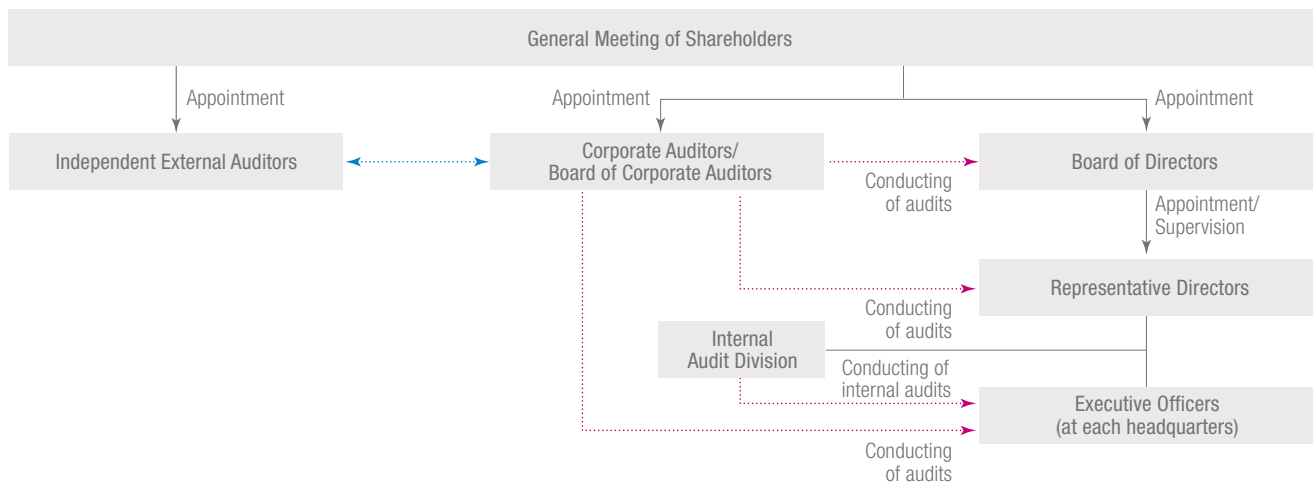 General Meeting of Shareholders
Appointment
Appointment
Appointment
Independent External Auditors
Corporate Auditors/
Board of Corporate Auditors
Board of Directors
Conducting
of audits
Appointment/
Supervision
Representative Directors
Conducting
of audits
Internal
Audit Division
Conducting of
internal audits
Executive Officers
(at each headquarters)
Conducting
of audits